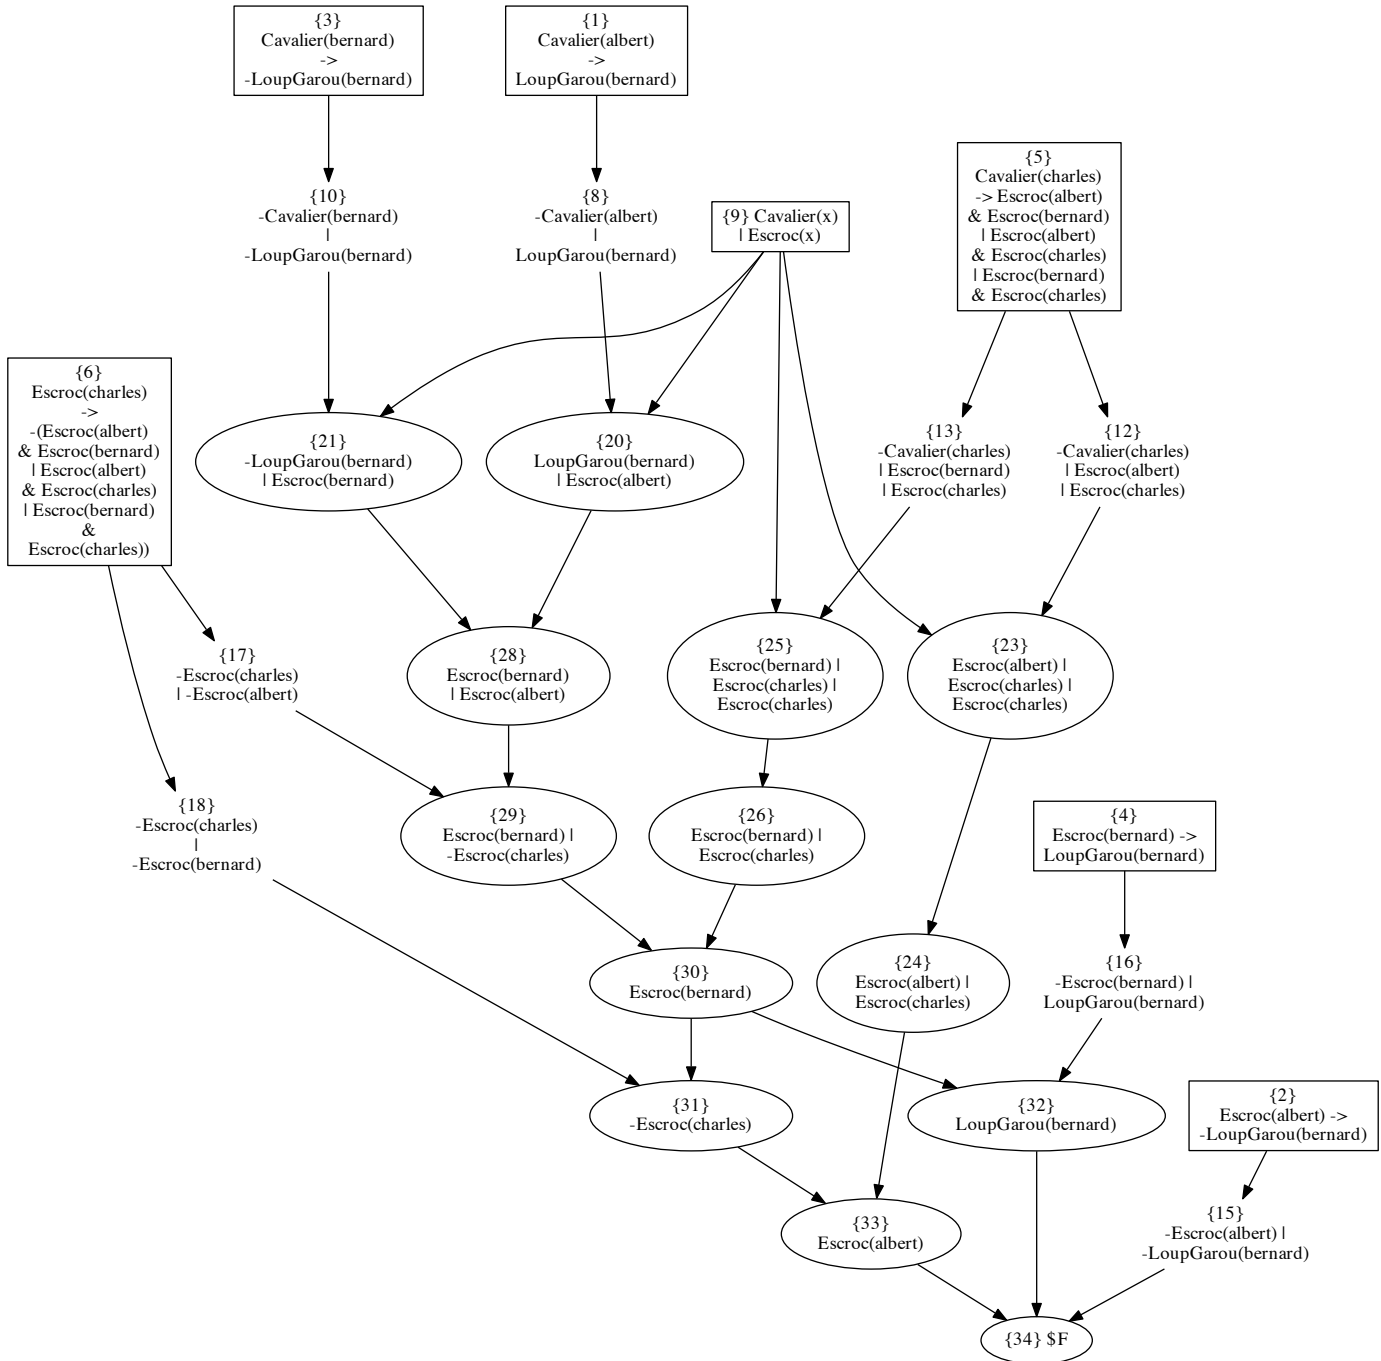 {3}
Cavalier(bernard)
->
-LoupGarou(bernard)
{1}
Cavalier(albert)
->
LoupGarou(bernard)
{5}
Cavalier(charles)
-> Escroc(albert)
& Escroc(bernard)
| Escroc(albert)
& Escroc(charles)
| Escroc(bernard)
& Escroc(charles)
{10}
-Cavalier(bernard)
|
-LoupGarou(bernard)
{8}
-Cavalier(albert)
|
LoupGarou(bernard)
{9} Cavalier(x)
| Escroc(x)
{6}
Escroc(charles)
->
-(Escroc(albert)
& Escroc(bernard)
| Escroc(albert)
& Escroc(charles)
| Escroc(bernard)
&
Escroc(charles))
{21}
-LoupGarou(bernard)
| Escroc(bernard)
{20}
LoupGarou(bernard)
| Escroc(albert)
{13}
-Cavalier(charles)
| Escroc(bernard)
| Escroc(charles)
{12}
-Cavalier(charles)
| Escroc(albert)
| Escroc(charles)
{17}
-Escroc(charles)
| -Escroc(albert)
{28}
Escroc(bernard)
| Escroc(albert)
{25}
Escroc(bernard) |
Escroc(charles) |
Escroc(charles)
{23}
Escroc(albert) |
Escroc(charles) |
Escroc(charles)
{18}
-Escroc(charles)
|
-Escroc(bernard)
{29}
Escroc(bernard) |
-Escroc(charles)
{26}
Escroc(bernard) |
Escroc(charles)
{4}
Escroc(bernard) ->
LoupGarou(bernard)
{30}
Escroc(bernard)
{24}
Escroc(albert) |
Escroc(charles)
{16}
-Escroc(bernard) |
LoupGarou(bernard)
{31}
-Escroc(charles)
{32}
LoupGarou(bernard)
{2}
Escroc(albert) ->
-LoupGarou(bernard)
{33}
Escroc(albert)
{15}
-Escroc(albert) |
-LoupGarou(bernard)
{34} $F